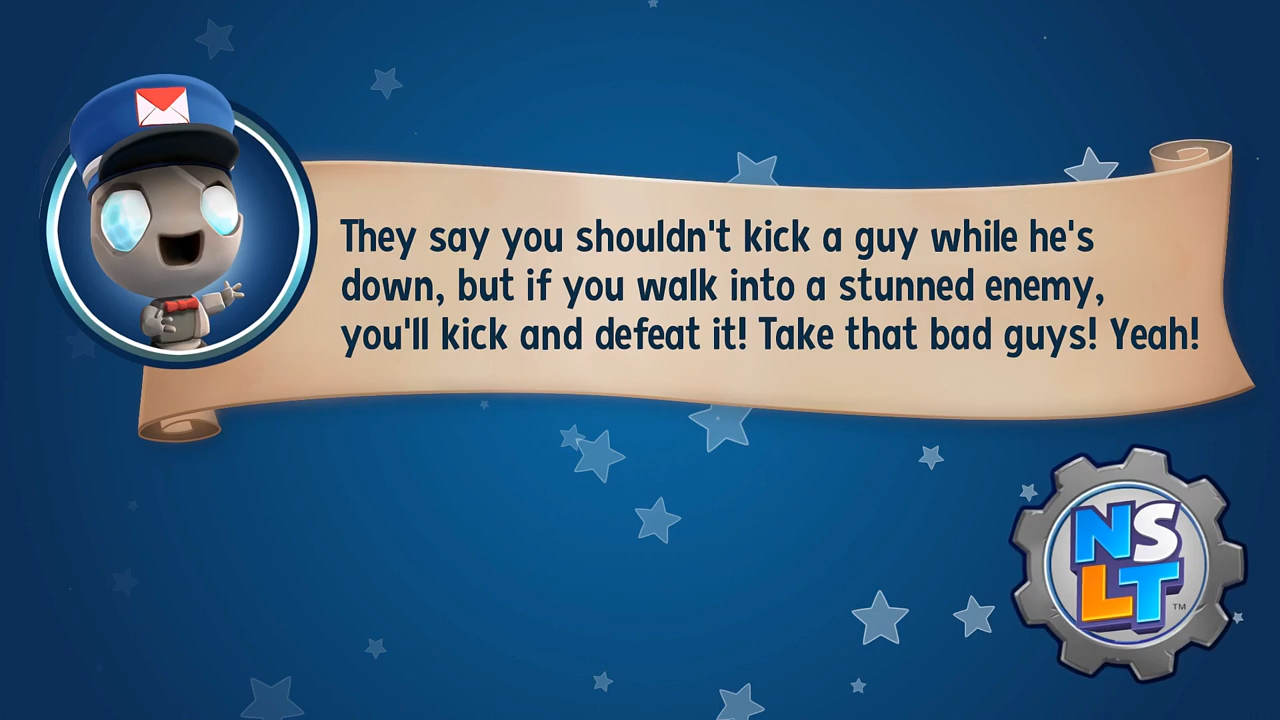 They say you shouldn't kick a guy while he's
down, but if you walk into a stunned enemy,
you'll kick and defeat it! Take that bad guys! Yeah!
NS
LT
TM